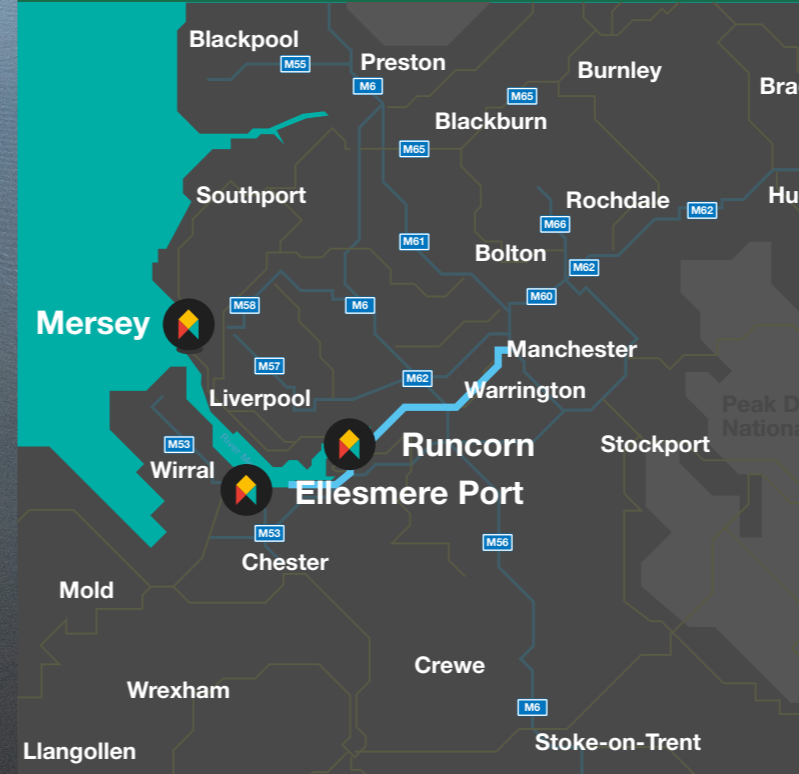 Blackpool
M55
Preston
M6
Burnley
M65
Blackburn
M65
Southport
Rochdale
M62
M66
M61
Bolton
M62
M60
M58
M6
Mersey
Manchester
M57
M62
Liverpool
Warrington
Peak
M53
Runcorn
Stockport
Wirral
River
Ellesmere Port
M53
M56
Chester
Mold
Crewe
Wrexham
M6
Stoke-on-Trent
Llangollen